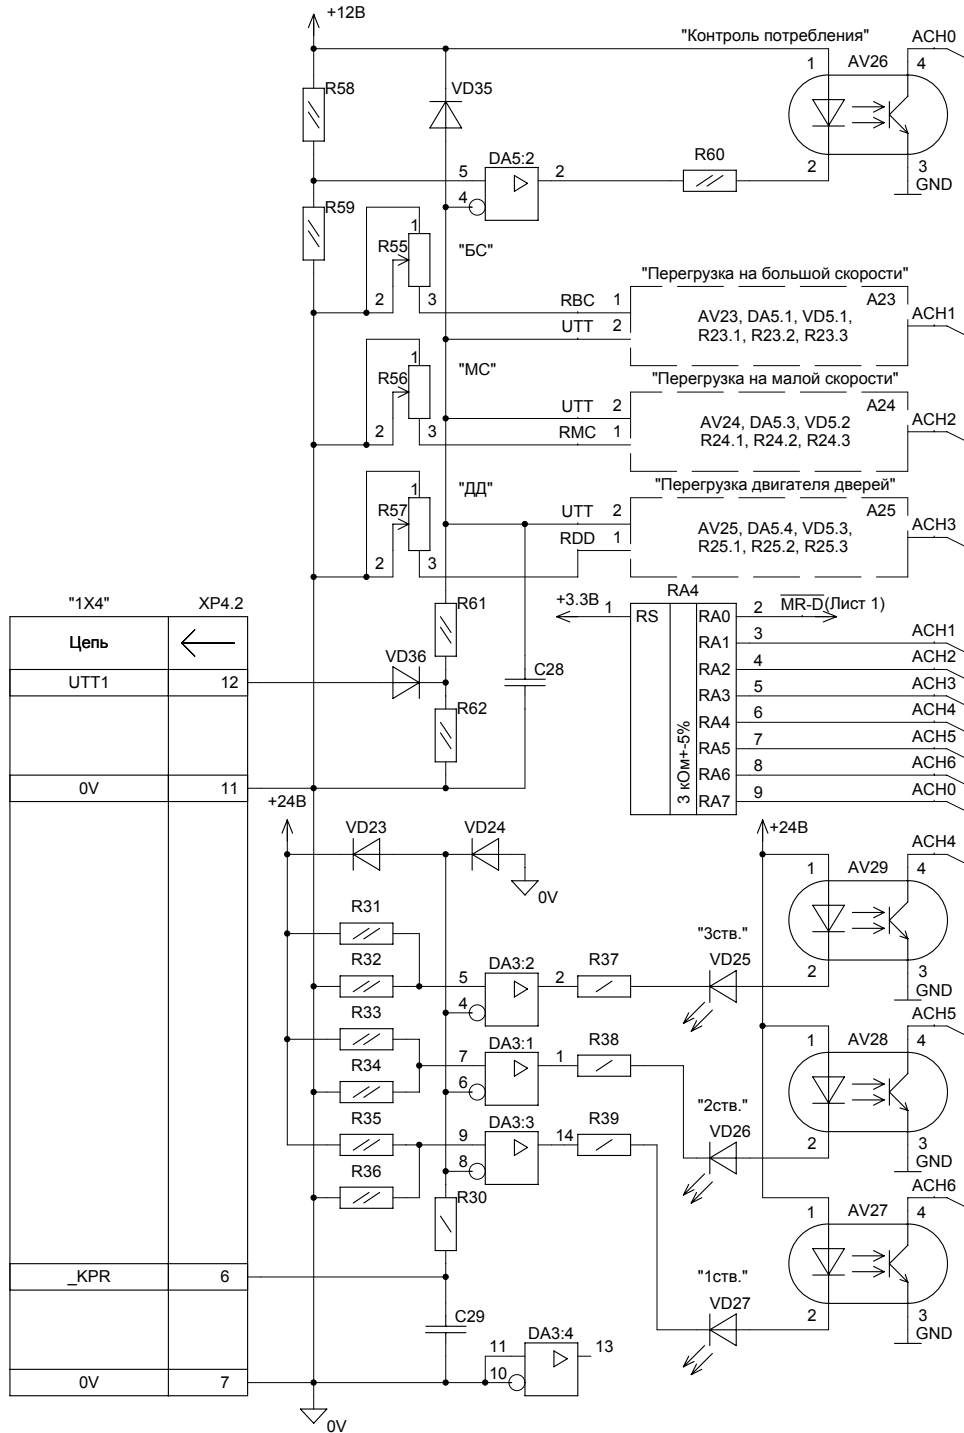 +12В
"Контроль потребления"
ACH0
1
AV26
4
R58
VD35
R60
DA5:2
5
2
4
2
3
GND
R59
1
R55
"БС"
2
3
"Перегрузка на большой скорости"
RBC
1
A23
ACH1
AV23, DA5.1, VD5.1,
R23.1, R23.2, R23.3
UTT
2
1
"МС"
R56
2
3
"Перегрузка на малой скорости"
A24
UTT
2
ACH2
AV24, DA5.3, VD5.2
R24.1, R24.2, R24.3
RMC
1
"ДД"
1
R57
2
3
"Перегрузка двигателя дверей"
A25
UTT
2
ACH3
AV25, DA5.4, VD5.3,
R25.1, R25.2, R25.3
RDD
1
"1X4"
XP4.2
Цепь
UTT1
12
0V
11
_KPR
6
0V
7
R61
VD36
R62
C28
RA4
+3.3В
1
RS
3 кОм+-5%
RA0
2
MR-D(Лист 1)
RA1
3
ACH1
RA2
4
ACH2
RA3
5
ACH3
RA4
6
ACH4
RA5
7
ACH5
RA6
8
ACH6
RA7
9
ACH0
+24В
VD23
VD24
0V
+24В
ACH4
1
AV29
4
R31
R32
DA3:2
5
2
4
R37
"3ств."
VD25
2
3
GND
R33
R34
DA3:1
7
1
6
R38
ACH5
1
AV28
4
"2ств."
VD26
2
3
GND
R35
R36
DA3:3
9
14
8
R39
R30
ACH6
1
AV27
4
"1ств."
VD27
2
3
GND
C29
DA3:4
11
13
10
0V